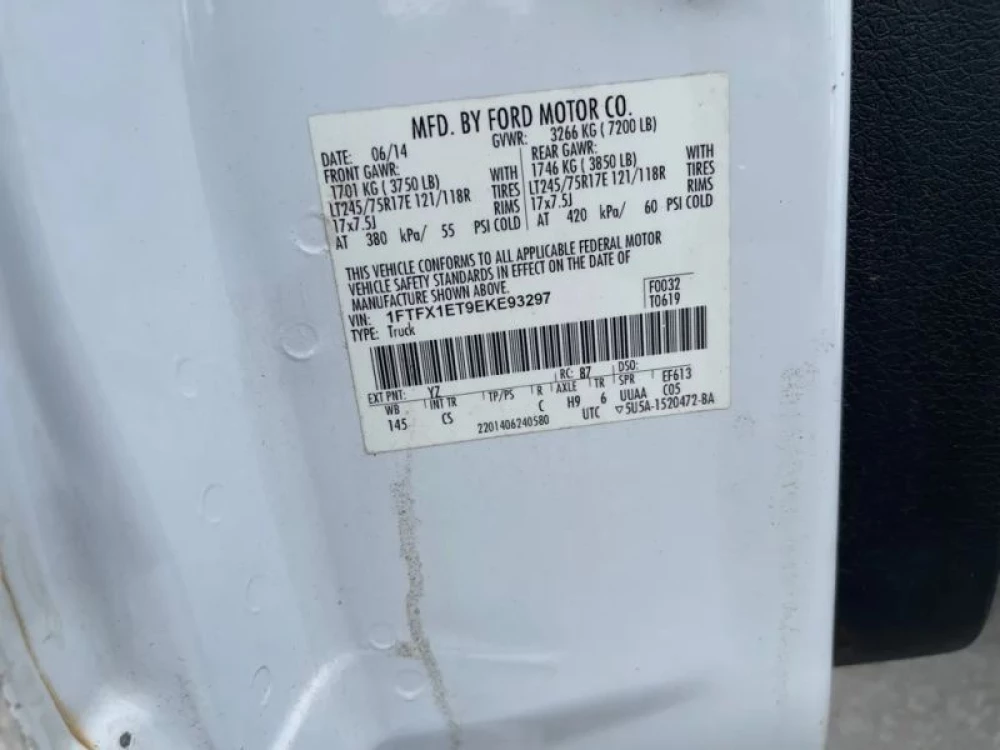 MFD. BY FORD MOTOR CO.
DATE: 06/14 GVWR: 3266 KG ( 7200 LB)
FRONT GAWR: REAR GAWR:
1701 KG ( 3750 LB) WITH 1746 KG ( 3850 LB) WITH
LT245/75R17E 121/118R TIRES LT245/75R17E 121/118R TIRES
17x7.5J RIMS 17x7.5J RIMS
AT 380 kPa/ 55 PSI COLD AT 420 kPa/ 60 PSI COLD
THIS VEHICLE CONFORMS TO ALL APPLICABLE FEDERAL MOTOR
VEHICLE SAFETY STANDARDS IN EFFECT ON THE DATE OF
MANUFACTURE SHOWN ABOVE.
VIN: 1FTFX1ET9EKE93297 F0032
TYPE: Truck T0619
EXT PNT: YZ RC: B7 DSO: EF613
WB INT TR TP/PS R AXLE TR SPR C05
145 CS C H9 6 UUAA
2201406240580 UTC ▽5U5A-1520472-BA